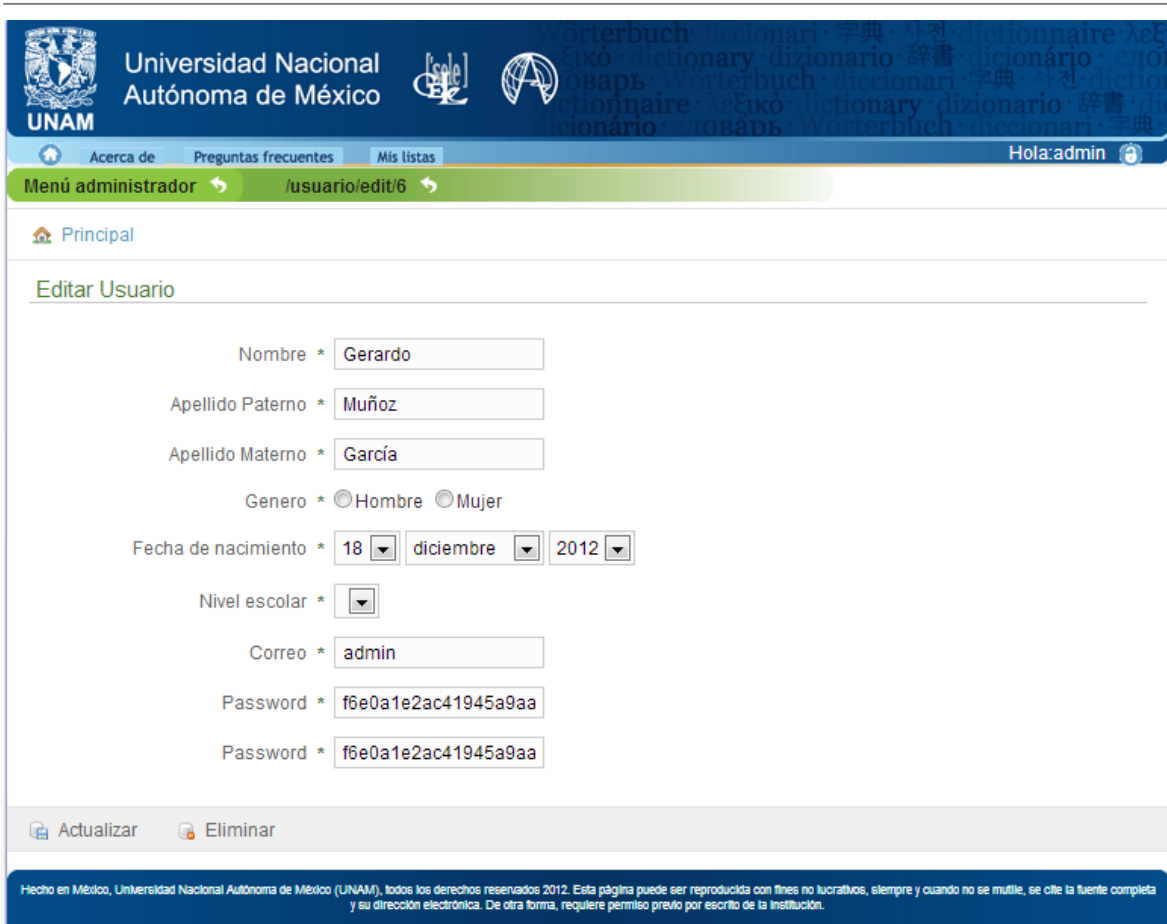 Universidad Nacional
Autónoma de México
UNAM
['sele]
Wörterbuch · diccionari · 字典 · 사전 · dictionnaire · λεξ
dictionary · dizionario · 辞書 · dicionário
Wörterbuch · diccionari · 字典 · 사전
λεξικό · dictionary · dizionario · 辞書
dicionário · словарь · Wörterbuch · diccionari · 字典
Acerca de Preguntas frecuentes Mis listas Hola:admin
Menú administrador /usuario/edit/6
Principal
Editar Usuario
Nombre * Gerardo
Apellido Paterno * Muñoz
Apellido Materno * García
Genero * Hombre Mujer
Fecha de nacimiento * 18 diciembre 2012
Nivel escolar *
Correo * admin
Password * f6e0a1e2ac41945a9aa
Password * f6e0a1e2ac41945a9aa
Actualizar Eliminar
Hecho en México, Universidad Nacional Autónoma de México (UNAM), todos los derechos reservados 2012. Esta página puede ser reproducida con fines no lucrativos, siempre y cuando no se mutile, se cite la fuente completa
y su dirección electrónica. De otra forma, requiere permiso previo por escrito de la institución.